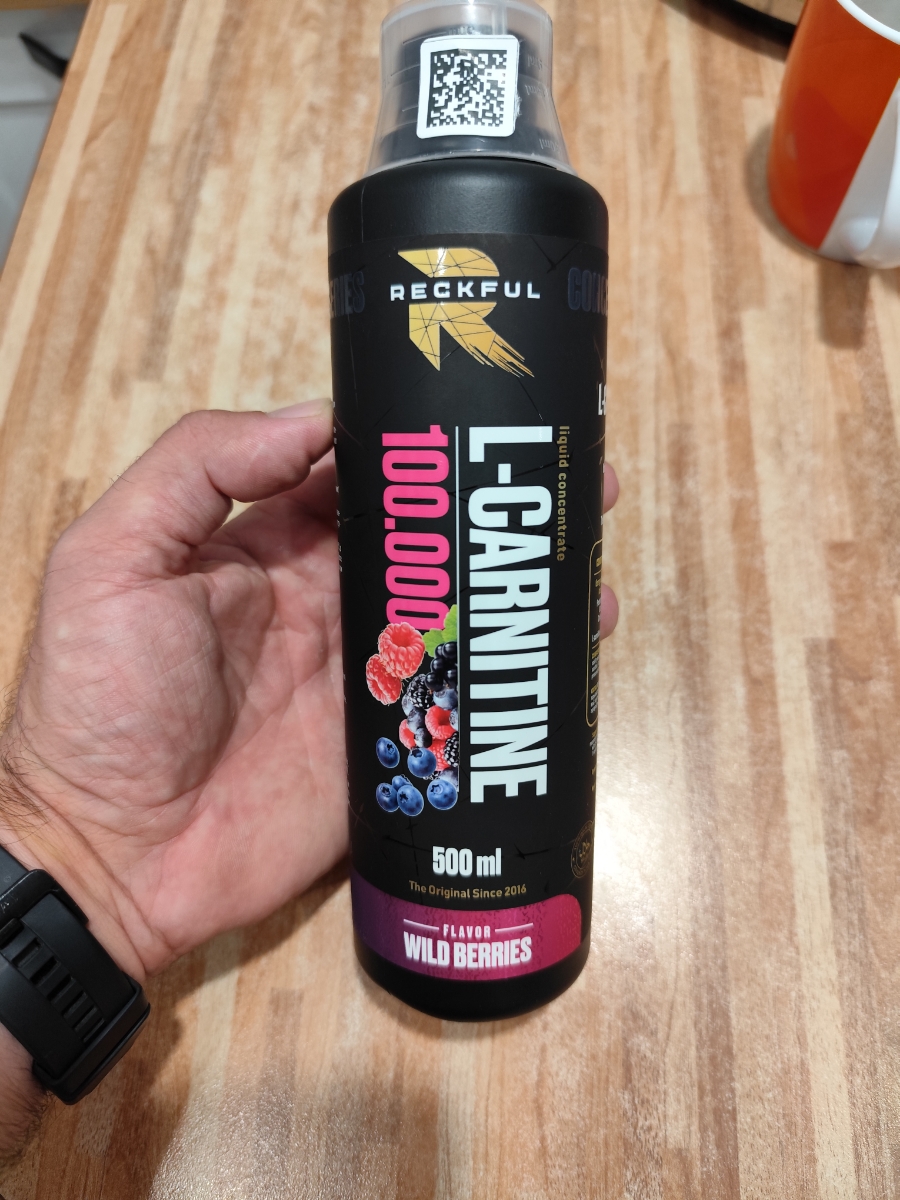 RECKFUL
L-CARNITINE
liquid concentrate
100.000
500 ml
The Original Since 2016
FLAVOR
WILD BERRIES